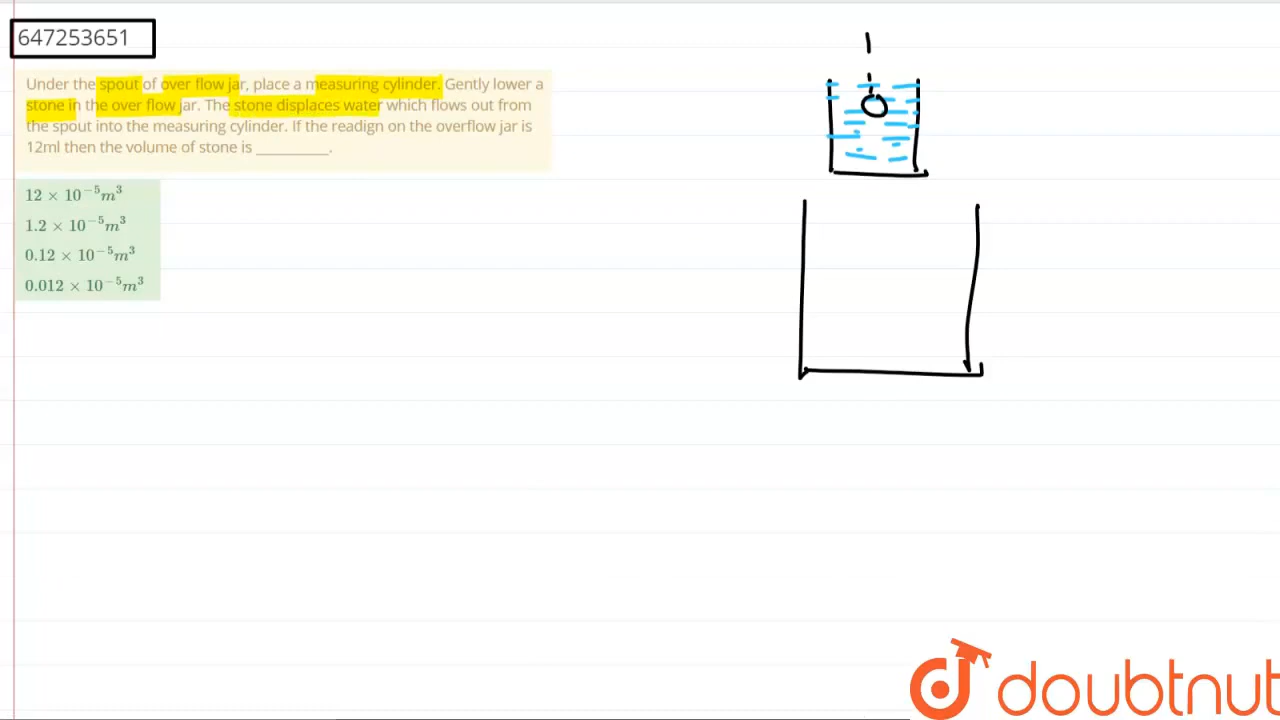 647253651
Under the spout of over flow jar, place a measuring cylinder. Gently lower a
stone in the over flow jar. The stone displaces water which flows out from
the spout into the measuring cylinder. If the readign on the overflow jar is
12ml then the volume of stone is __________.
12 × 10⁻⁵m³
1.2 × 10⁻⁵m³
0.12 × 10⁻⁵m³
0.012 × 10⁻⁵m³
doubtnut